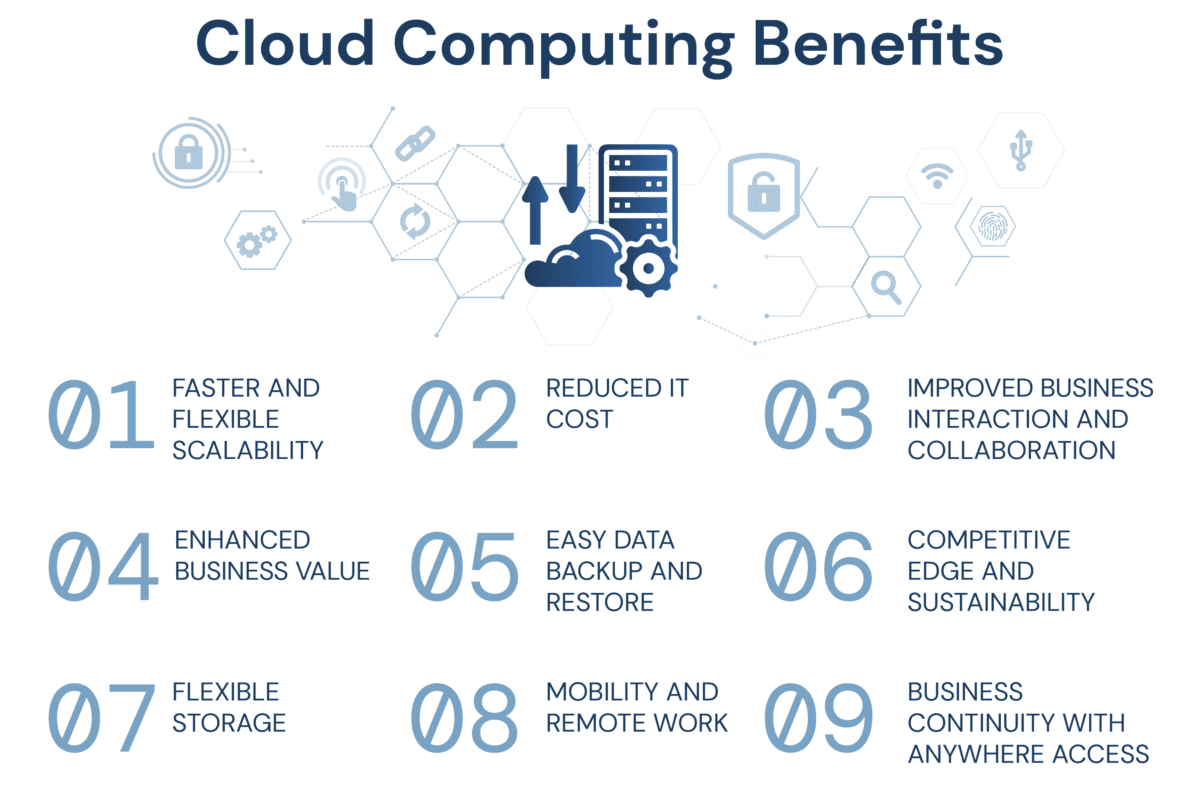 Cloud Computing Benefits
01
FASTER AND
FLEXIBLE
SCALABILITY
02
REDUCED IT
COST
03
IMPROVED BUSINESS
INTERACTION AND
COLLABORATION
04
ENHANCED
BUSINESS VALUE
05
EASY DATA
BACKUP AND
RESTORE
06
COMPETITIVE
EDGE AND
SUSTAINABILITY
07
FLEXIBLE
STORAGE
08
MOBILITY AND
REMOTE WORK
09
BUSINESS
CONTINUITY WITH
ANYWHERE ACCESS